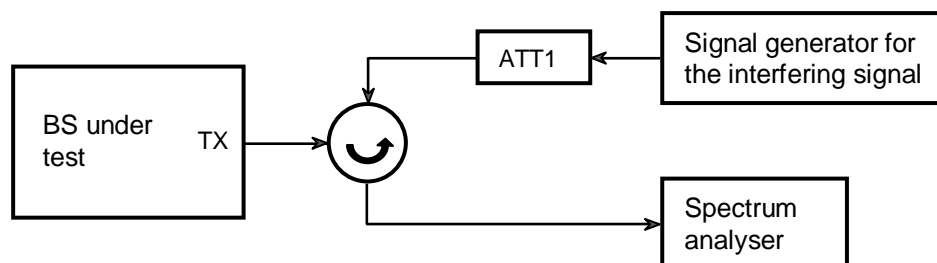 BS under
test
TX
ATT1
Signal generator for
the interfering signal
Spectrum
analyser